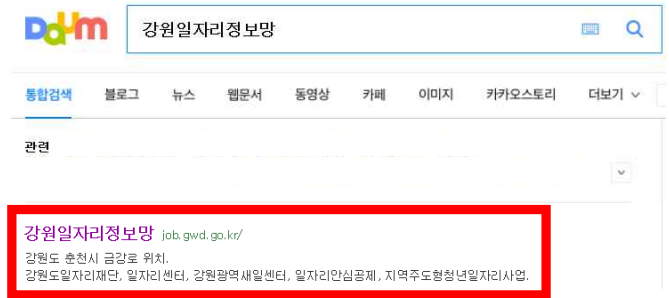 Daum 강원일자리정보망
통합검색 블로그 뉴스 웹문서 동영상 카페 이미지 카카오스토리 더보기
관련
강원일자리정보망 job.gwd.go.kr/
강원도 춘천시 금강로 위치.
강원도일자리재단, 일자리센터, 강원광역새일센터, 일자리안심공제, 지역주도형청년일자리사업.